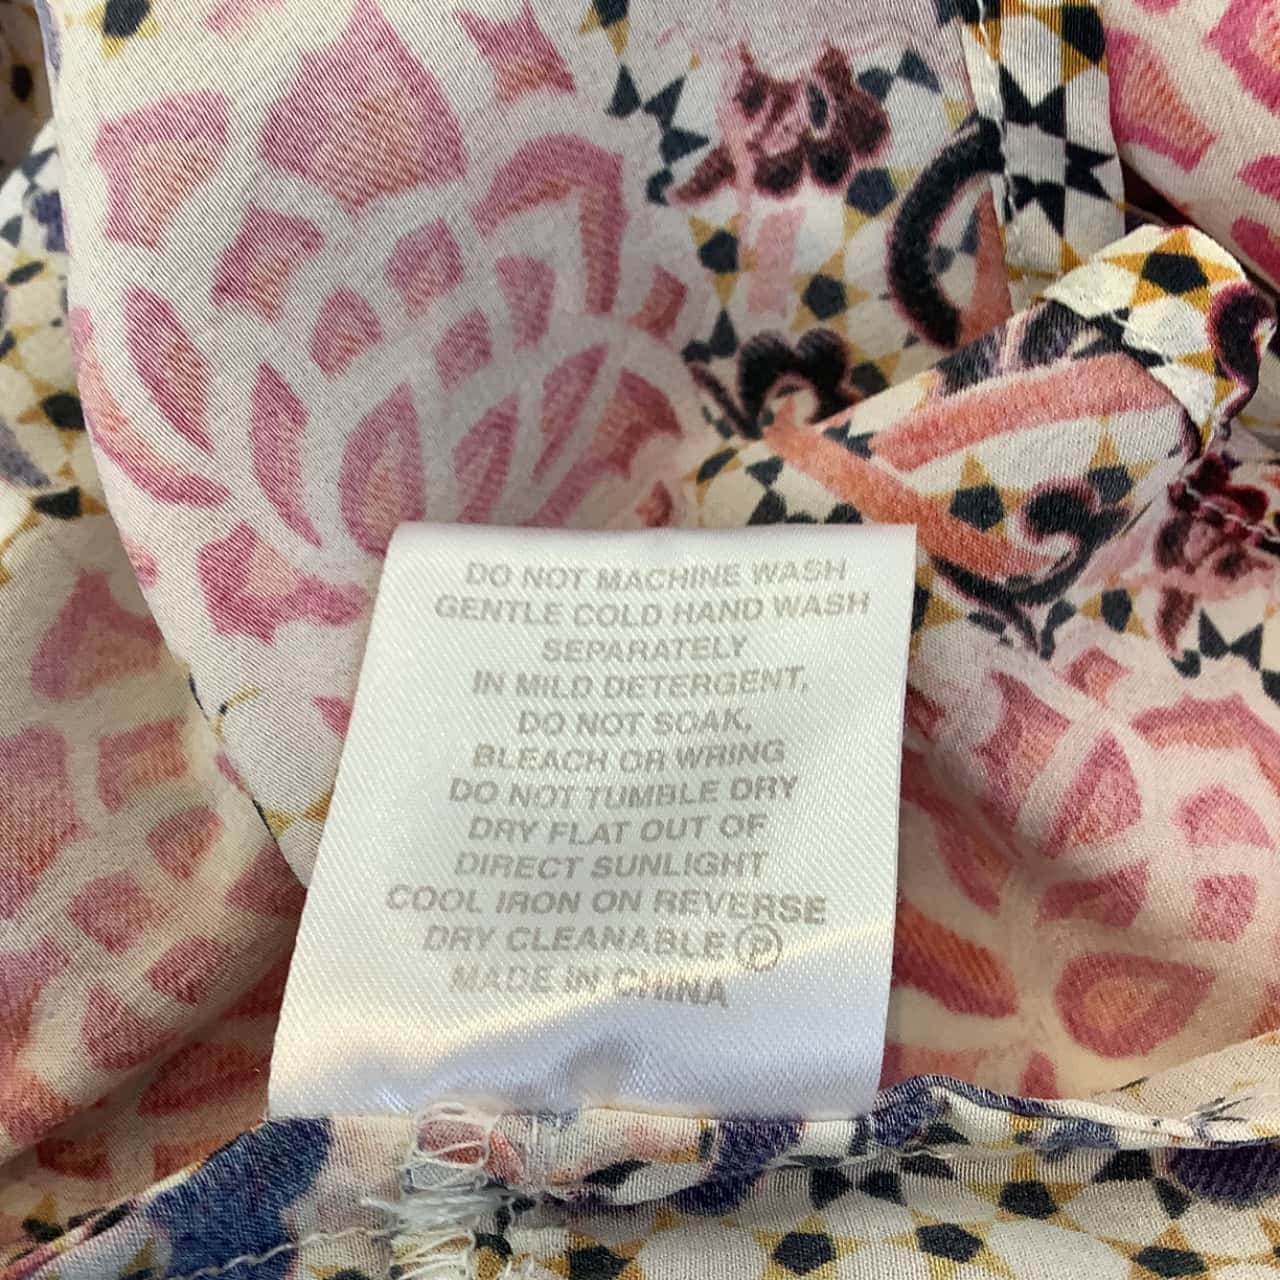 DO NOT MACHINE WASH
GENTLE COLD HAND WASH
SEPARATELY
IN MILD DETERGENT,
DO NOT SOAK,
BLEACH OR WRING
DO NOT TUMBLE DRY
DRY FLAT OUT OF
DIRECT SUNLIGHT
COOL IRON ON REVERSE
DRY CLEANABLE Ⓟ
MADE IN CHINA